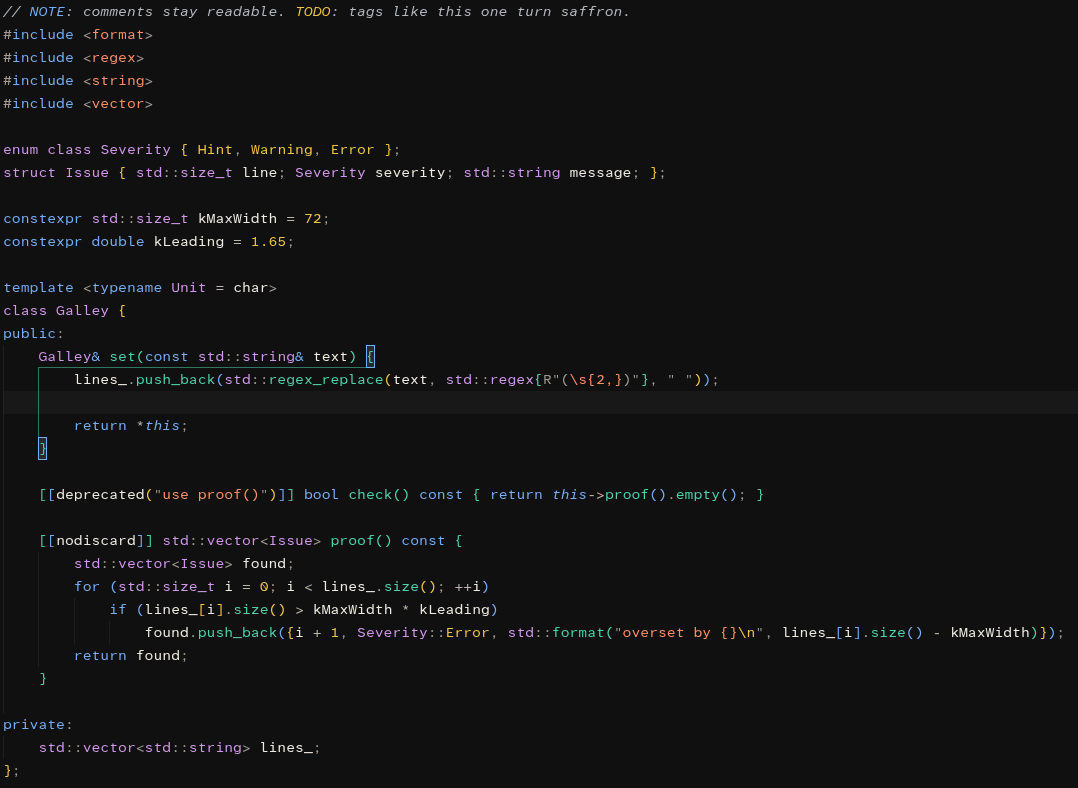 // NOTE: comments stay readable. TODO: tags like this one turn saffron.
#include <format>
#include <regex>
#include <string>
#include <vector>

enum class Severity { Hint, Warning, Error };
struct Issue { std::size_t line; Severity severity; std::string message; };

constexpr std::size_t kMaxWidth = 72;
constexpr double kLeading = 1.65;

template <typename Unit = char>
class Galley {
public:
    Galley& set(const std::string& text) {
        lines_.push_back(std::regex_replace(text, std::regex{R"(\s{2,})"}, " "));

        return *this;
    }

    [[deprecated("use proof()")]] bool check() const { return this->proof().empty(); }

    [[nodiscard]] std::vector<Issue> proof() const {
        std::vector<Issue> found;
        for (std::size_t i = 0; i < lines_.size(); ++i)
            if (lines_[i].size() > kMaxWidth * kLeading)
                found.push_back({i + 1, Severity::Error, std::format("overset by {}\n", lines_[i].size() - kMaxWidth)});
        return found;
    }

private:
    std::vector<std::string> lines_;
};